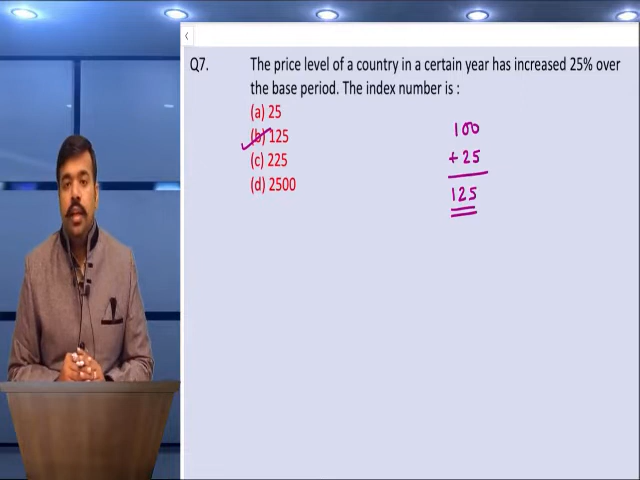 Q7. The price level of a country in a certain year has increased 25% over
the base period. The index number is :
(a) 25
(b) 125
(c) 225
(d) 2500
100
+ 25
125